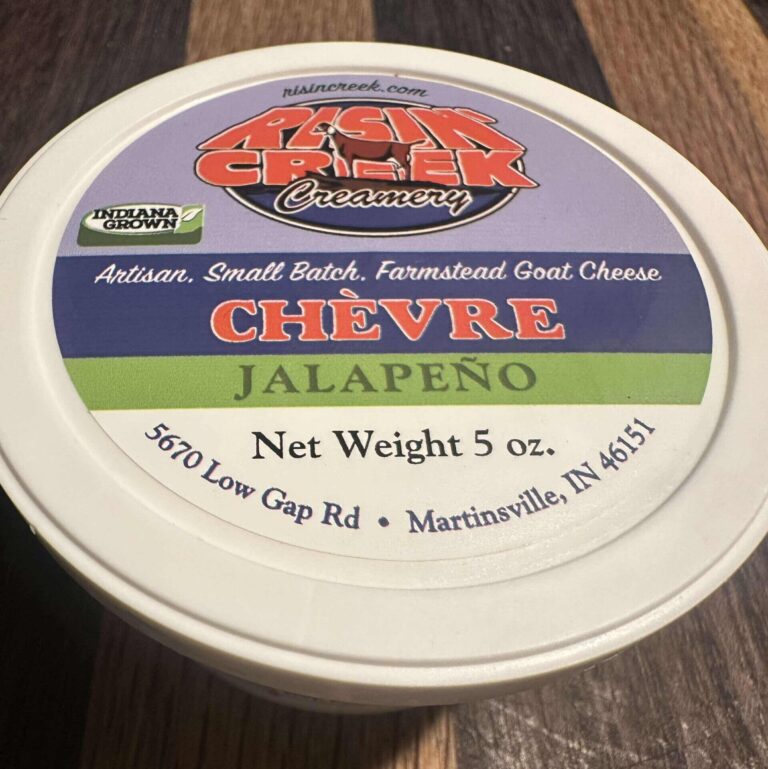 risincreek.com
RISIN'
CREEK
Creamery
INDIANA
GROWN
Artisan. Small Batch. Farmstead Goat Cheese
CHÈVRE
JALAPEÑO
Net Weight 5 oz.
5670 Low Gap Rd • Martinsville, IN 46151